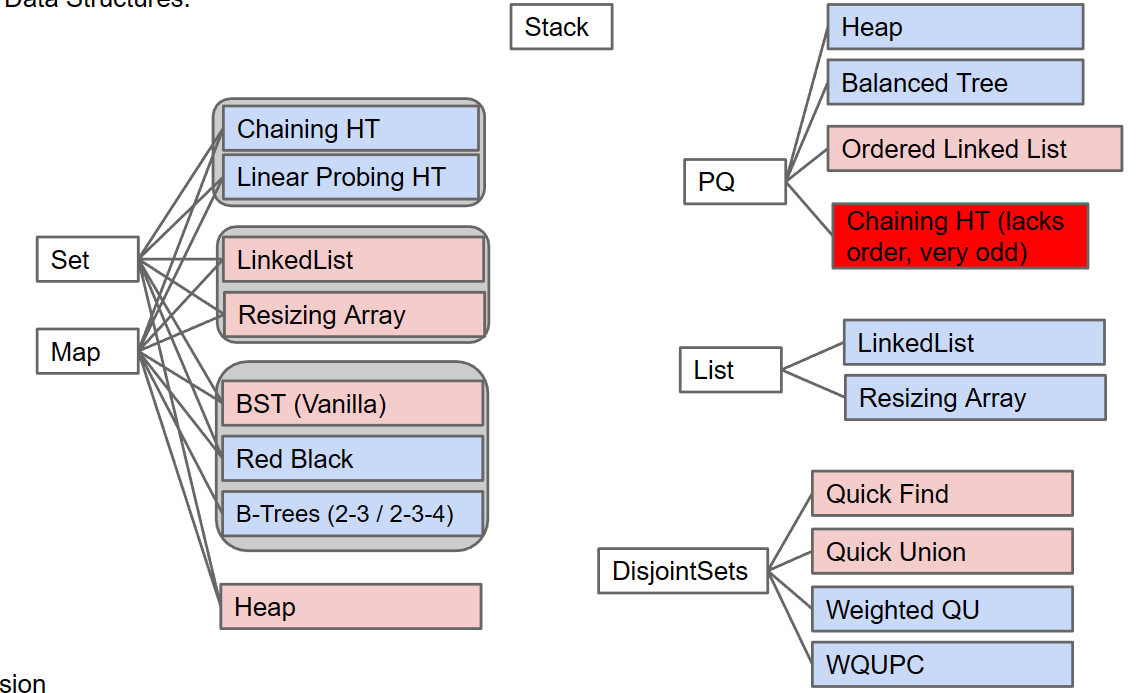 Data Structures:
Stack
Set
Map
Chaining HT
Linear Probing HT
LinkedList
Resizing Array
BST (Vanilla)
Red Black
B-Trees (2-3 / 2-3-4)
Heap
PQ
Heap
Balanced Tree
Ordered Linked List
Chaining HT (lacks
order, very odd)
List
LinkedList
Resizing Array
DisjointSets
Quick Find
Quick Union
Weighted QU
WQUPC
sion